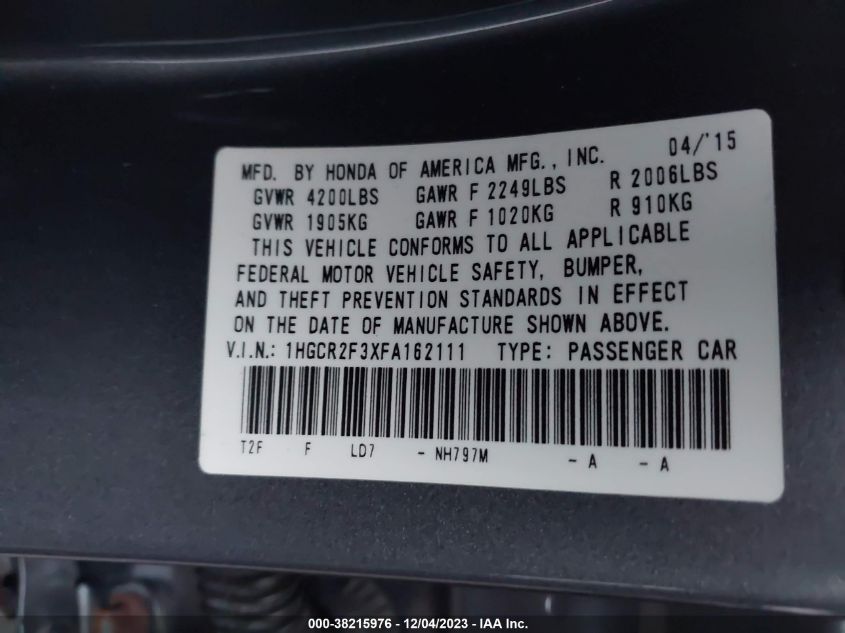 MFD. BY HONDA OF AMERICA MFG., INC. 04/'15
GVWR 4200LBS GAWR F 2249LBS R 2006LBS
GVWR 1905KG GAWR F 1020KG R 910KG
THIS VEHICLE CONFORMS TO ALL APPLICABLE
FEDERAL MOTOR VEHICLE SAFETY, BUMPER,
AND THEFT PREVENTION STANDARDS IN EFFECT
ON THE DATE OF MANUFACTURE SHOWN ABOVE.
V.I.N.: 1HGCR2F3XFA162111 TYPE: PASSENGER CAR
T2F F LD7 - NH797M - A - A
000-38215976 - 12/04/2023 - IAA Inc.